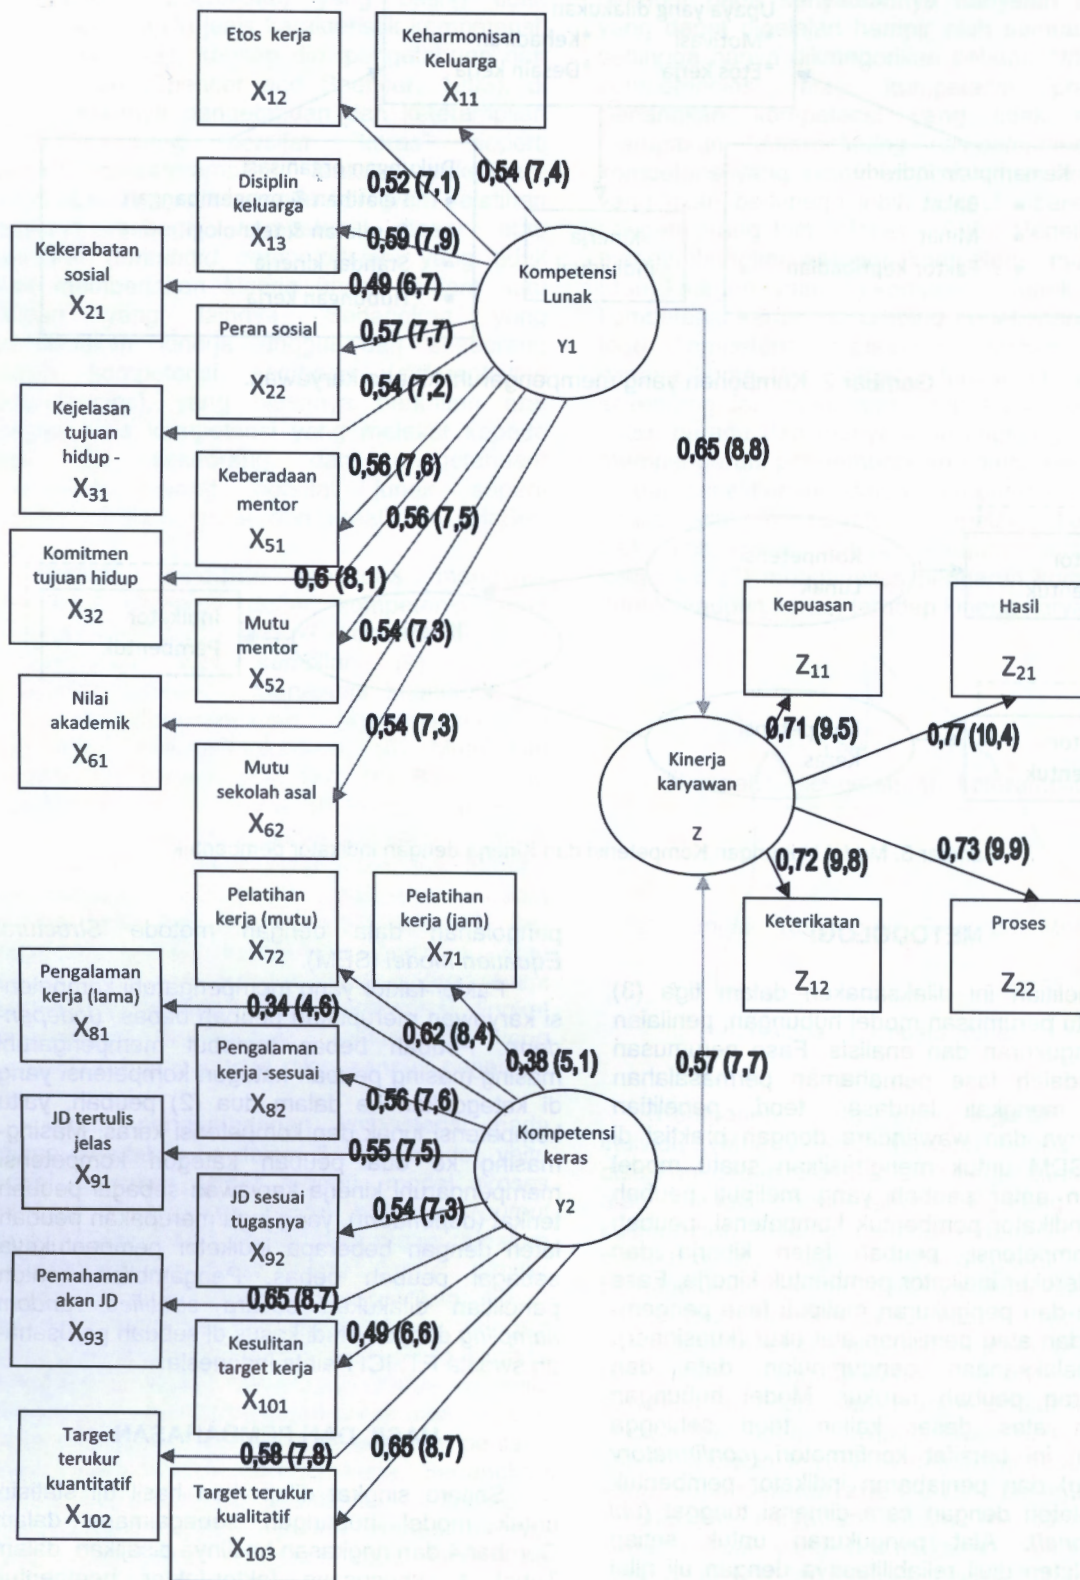 Etos kerja
X12
Keharmonisan
Keluarga
X11
0,52 (7,1)
0,54 (7,4)
Disiplin
keluarga
X13
0,59 (7,9)
Kekerabatan
sosial
X21
0,49 (6,7)
Kompetensi
Lunak
Y1
Peran sosial
X22
0,57 (7,7)
0,54 (7,2)
Kejelasan
tujuan
hidup -
X31
0,65 (8,8)
Keberadaan
mentor
X51
0,56 (7,6)
0,56 (7,5)
Komitmen
tujuan hidup
X32
0,6 (8,1)
Mutu
mentor
X52
0,54 (7,3)
Kepuasan
Z11
Hasil
Z21
Nilai
akademik
X61
0,54 (7,3)
0,71 (9,5)
0,77 (10,4)
Mutu
sekolah asal
X62
Kinerja
karyawan
Z
0,72 (9,8)
0,73 (9,9)
Pelatihan
kerja (mutu)
X72
Pelatihan
kerja (jam)
X71
Keterikatan
Z12
Proses
Z22
Pengalaman
kerja (lama)
X81
0,34 (4,6)
0,62 (8,4)
0,38 (5,1)
0,57 (7,7)
Pengalaman
kerja -sesuai
X82
0,56 (7,6)
JD tertulis
jelas
X91
0,55 (7,5)
Kompetensi
keras
Y2
JD sesuai
tugasnya
X92
0,54 (7,3)
Pemahaman
akan JD
X93
0,65 (8,7)
0,49 (6,6)
Kesulitan
target kerja
X101
Target
terukur
kuantitatif
X102
0,58 (7,8)
0,65 (8,7)
Target terukur
kualitatif
X103